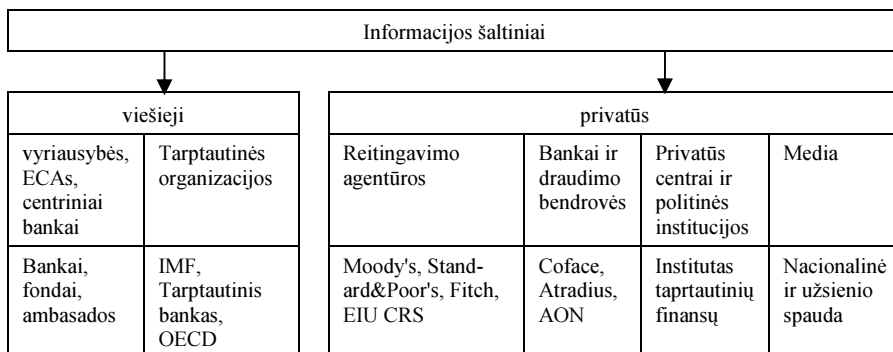 Informacijos šaltiniai
viešieji
privatūs
vyriausybės,
ECAs,
centriniai
bankai
Tarptautinės
organizacijos
Reitingavimo
agentūros
Bankai ir
draudimo
bendrovės
Privatūs
centrai ir
politinės
institucijos
Media
Bankai,
fondai,
ambasados
IMF,
Tarptautinis
bankas,
OECD
Moody's, Stand-
ard&Poor's, Fitch,
EIU CRS
Coface,
Atradius,
AON
Institutas
taprtautinių
finansų
Nacionalinė
ir užsienio
spauda